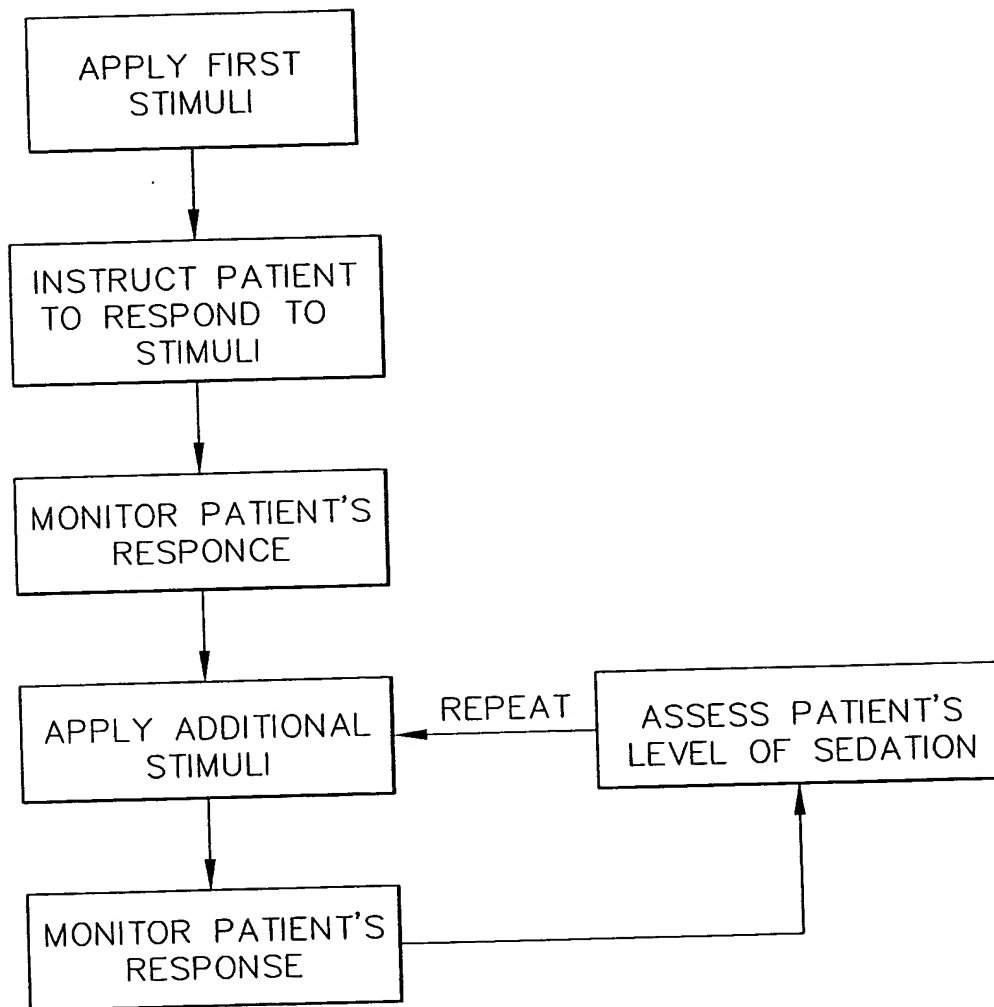 APPLY FIRST
STIMULI
INSTRUCT PATIENT
TO RESPOND TO
STIMULI
MONITOR PATIENT'S
RESPONCE
APPLY ADDITIONAL
STIMULI
REPEAT
ASSESS PATIENT'S
LEVEL OF SEDATION
MONITOR PATIENT'S
RESPONSE